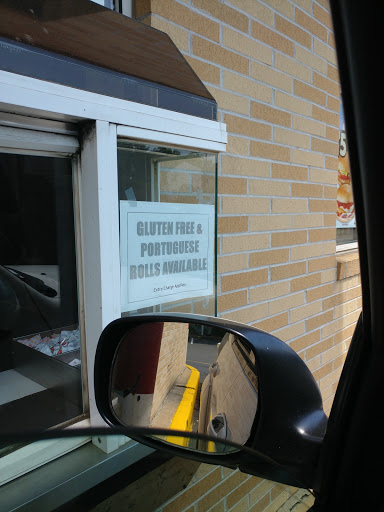 GLUTEN FREE &
PORTUGUESE
ROLLS AVAILABLE
Extra Charge Applies